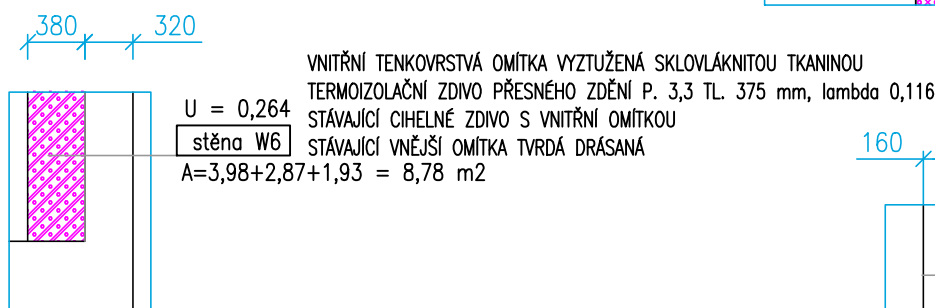 380
320
VNITŘNÍ TENKOVRSTVÁ OMÍTKA VYZTUŽENÁ SKLOVLÁKNITOU TKANINOU
TERMOIZOLAČNÍ ZDIVO PŘESNÉHO ZDĚNÍ P. 3,3 TL. 375 mm, lambda 0,116
STÁVAJÍCÍ CIHELNÉ ZDIVO S VNITŘNÍ OMÍTKOU
STÁVAJÍCÍ VNĚJŠÍ OMÍTKA TVRDÁ DRÁSANÁ
U = 0,264
stěna W6
A=3,98+2,87+1,93 = 8,78 m2
160